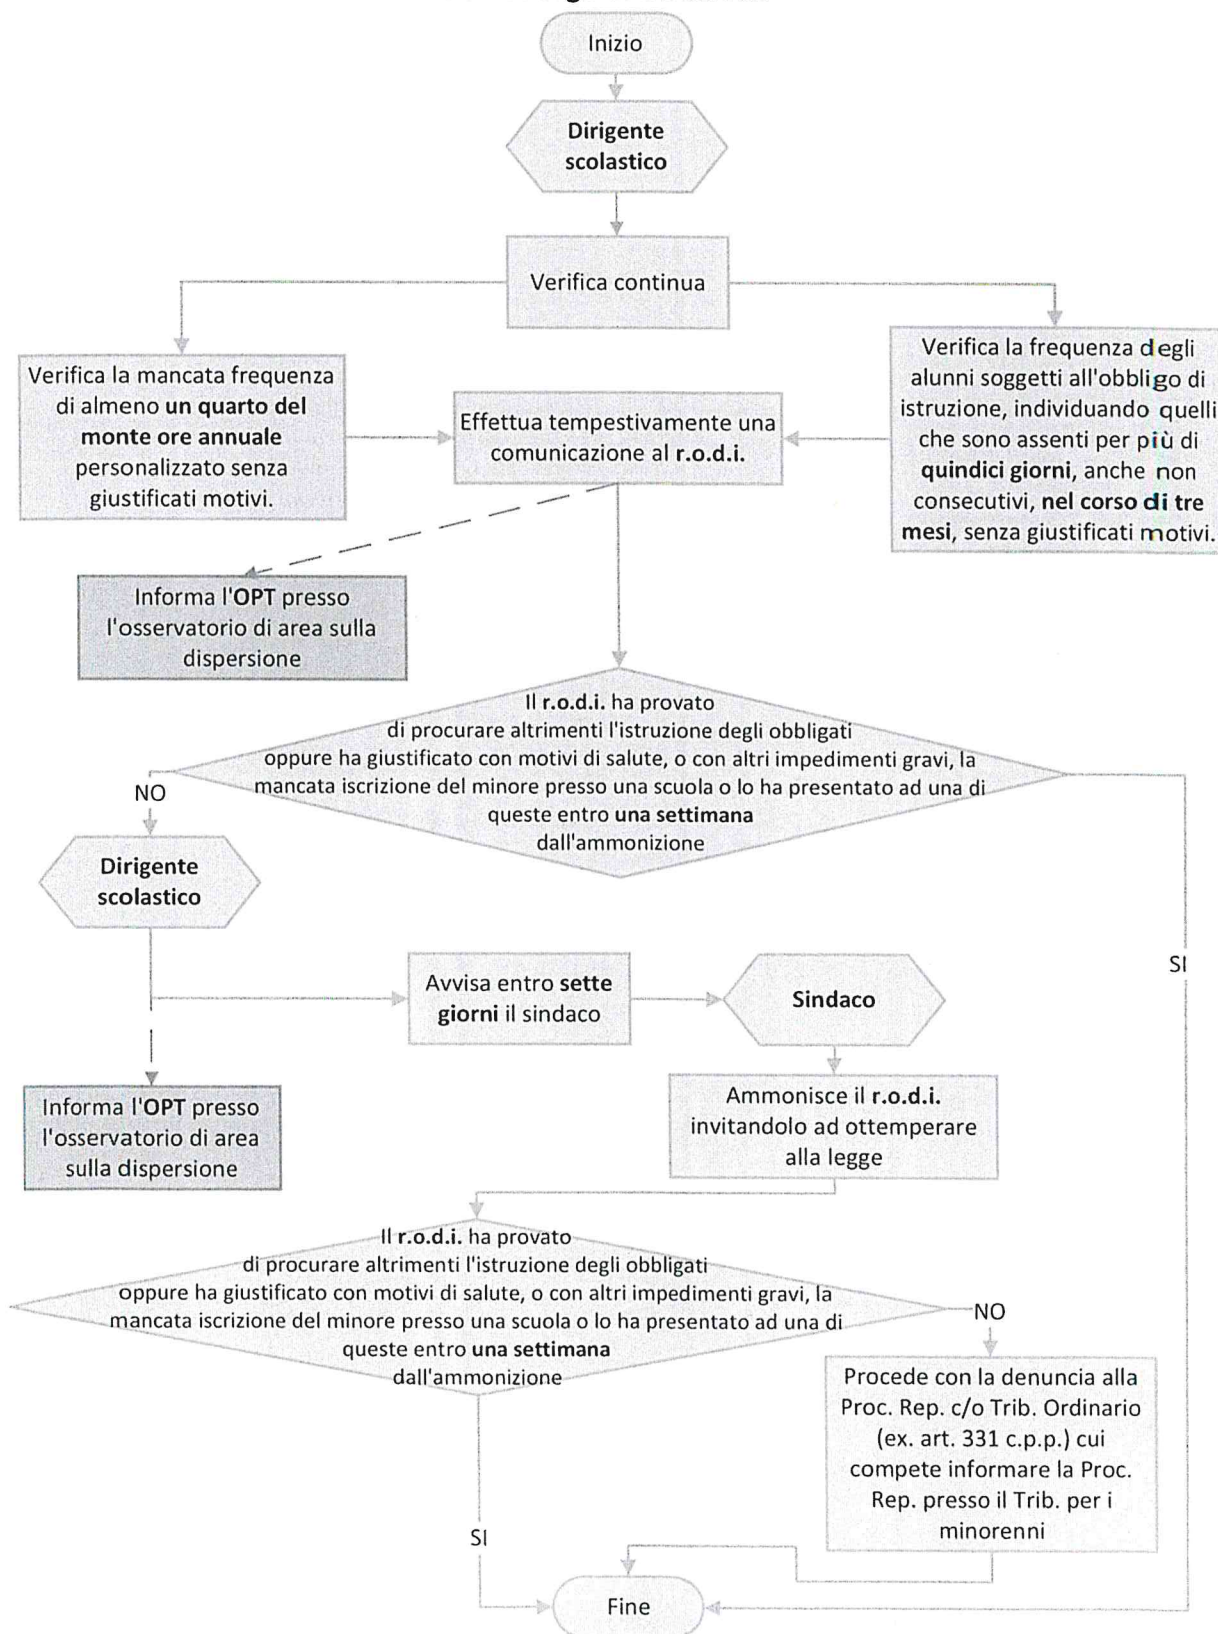 Inizio
Dirigente
scolastico
Verifica continua
Verifica la mancata frequenza
di almeno un quarto del
monte ore annuale
personalizzato senza
giustificati motivi.
Effettua tempestivamente una
comunicazione al r.o.d.i.
Verifica la frequenza degli
alunni soggetti all'obbligo di
istruzione, individuando quelli
che sono assenti per più di
quindici giorni, anche non
consecutivi, nel corso di tre
mesi, senza giustificati motivi.
Informa l'OPT presso
l'osservatorio di area sulla
dispersione
Il r.o.d.i. ha provato
di procurare altrimenti l'istruzione degli obbligati
oppure ha giustificato con motivi di salute, o con altri impedimenti gravi, la
mancata iscrizione del minore presso una scuola o lo ha presentato ad una di
queste entro una settimana
dall'ammonizione
NO
SI
Dirigente
scolastico
Avvisa entro sette
giorni il sindaco
Sindaco
Informa l'OPT presso
l'osservatorio di area
sulla dispersione
Ammonisce il r.o.d.i.
invitandolo ad ottemperare
alla legge
Il r.o.d.i. ha provato
di procurare altrimenti l'istruzione degli obbligati
oppure ha giustificato con motivi di salute, o con altri impedimenti gravi, la
mancata iscrizione del minore presso una scuola o lo ha presentato ad una di
queste entro una settimana
dall'ammonizione
NO
Procede con la denuncia alla
Proc. Rep. c/o Trib. Ordinario
(ex. art. 331 c.p.p.) cui
compete informare la Proc.
Rep. presso il Trib. per i
minorenni
SI
Fine